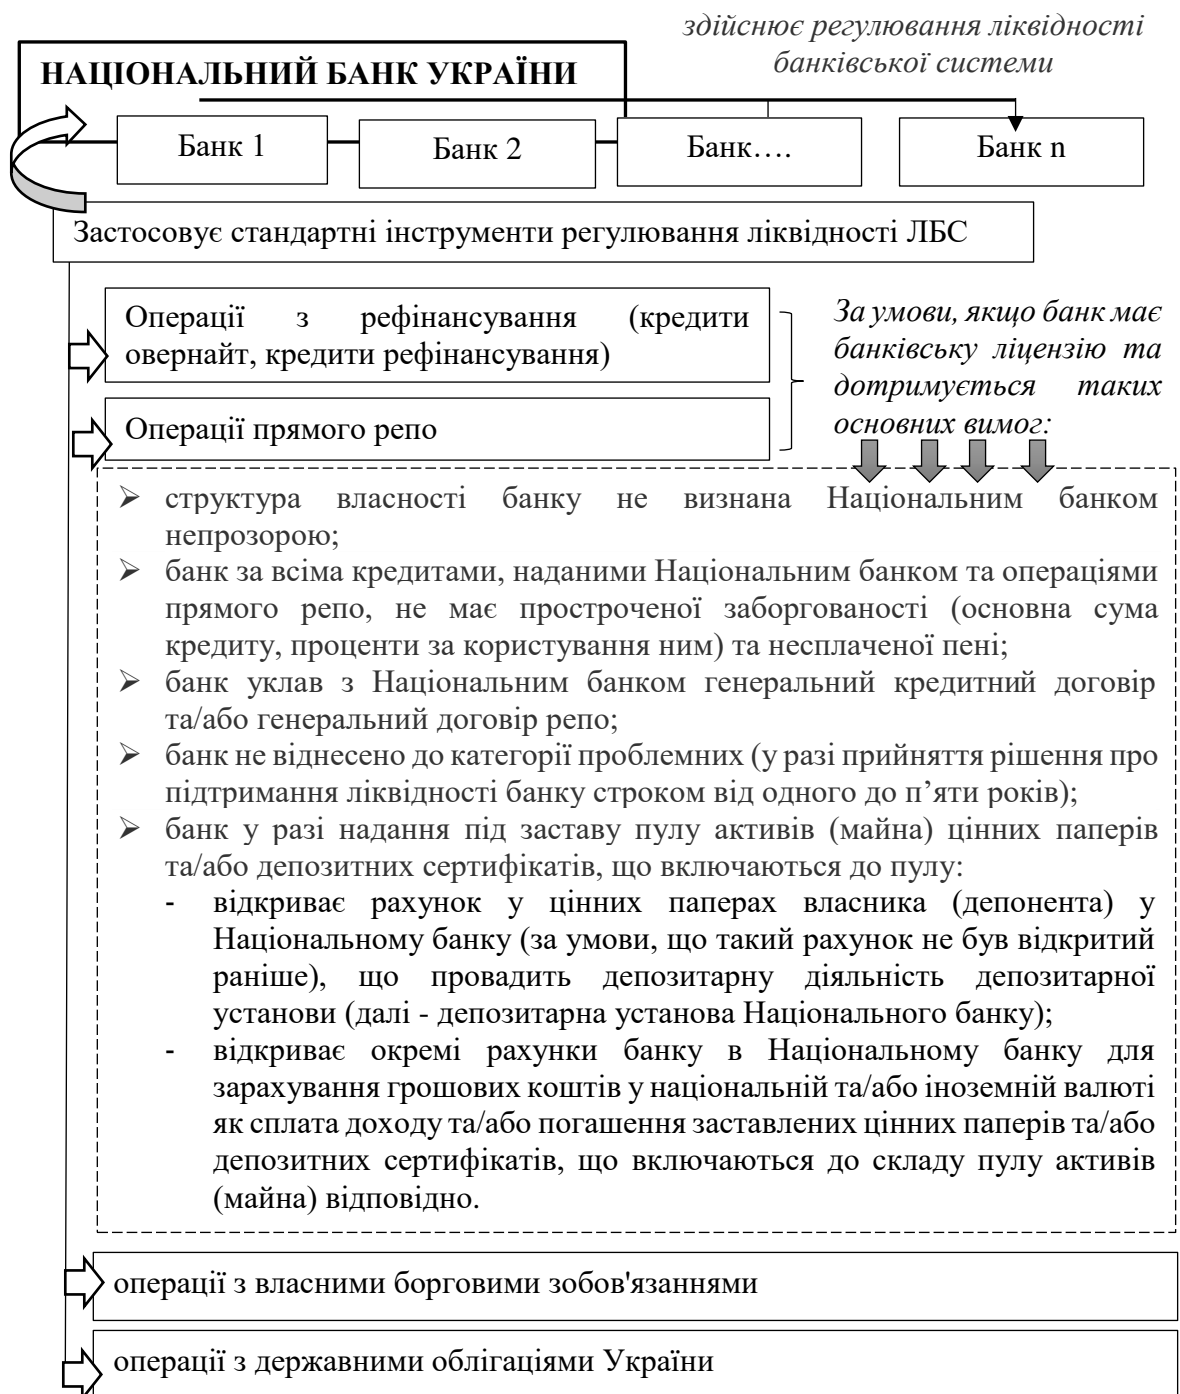 здійснює регулювання ліквідності
банківської системи
НАЦІОНАЛЬНИЙ БАНК УКРАЇНИ
Банк 1
Банк 2
Банк….
Банк n
Застосовує стандартні інструменти регулювання ліквідності ЛБС
Операції з рефінансування (кредити
овернайт, кредити рефінансування)
Операції прямого репо
За умови, якщо банк має
банківську ліцензію та
дотримується таких
основних вимог:
➢ структура власності банку не визнана Національним банком
непрозорою;
➢ банк за всіма кредитами, наданими Національним банком та операціями
прямого репо, не має простроченої заборгованості (основна сума
кредиту, проценти за користування ним) та несплаченої пені;
➢ банк уклав з Національним банком генеральний кредитний договір
та/або генеральний договір репо;
➢ банк не віднесено до категорії проблемних (у разі прийняття рішення про
підтримання ліквідності банку строком від одного до п’яти років);
➢ банк у разі надання під заставу пулу активів (майна) цінних паперів
та/або депозитних сертифікатів, що включаються до пулу:
- відкриває рахунок у цінних паперах власника (депонента) у
Національному банку (за умови, що такий рахунок не був відкритий
раніше), що провадить депозитарну діяльність депозитарної
установи (далі - депозитарна установа Національного банку);
- відкриває окремі рахунки банку в Національному банку для
зарахування грошових коштів у національній та/або іноземній валюті
як сплата доходу та/або погашення заставлених цінних паперів та/або
депозитних сертифікатів, що включаються до складу пулу активів
(майна) відповідно.
операції з власними борговими зобов'язаннями
операції з державними облігаціями України